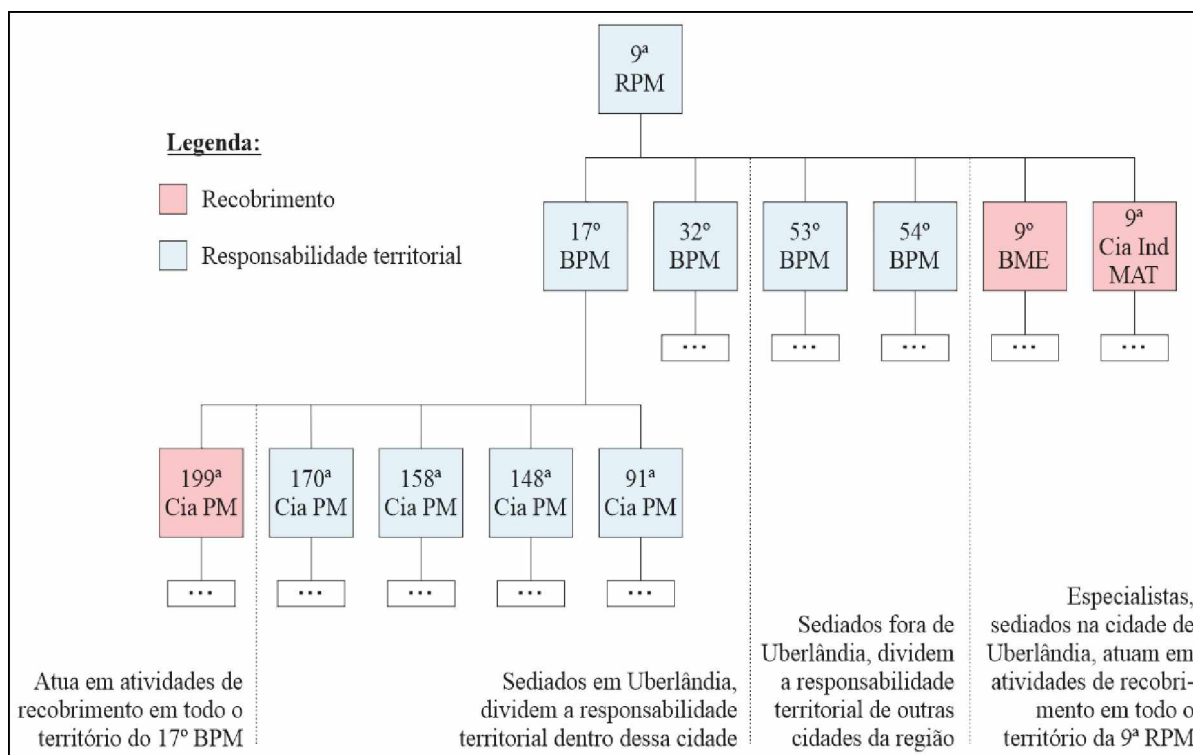 9ª
RPM
Legenda:
Recobrimento
Responsabilidade territorial
17º
BPM
32º
BPM
53º
BPM
54º
BPM
9º
BME
9ª
Cia Ind
MAT
...
...
...
...
...
199ª
Cia PM
170ª
Cia PM
158ª
Cia PM
148ª
Cia PM
91ª
Cia PM
...
...
...
...
...
Atua em atividades de
recobrimento em todo o
território do 17º BPM
Sediados em Uberlândia,
dividem a responsabilidade
territorial dentro dessa cidade
Sediados fora de
Uberlândia, dividem
a responsabilidade
territorial de outras
cidades da região
Especialistas,
sediados na cidade de
Uberlândia, atuam em
atividades de recobri-
mento em todo o
território da 9ª RPM